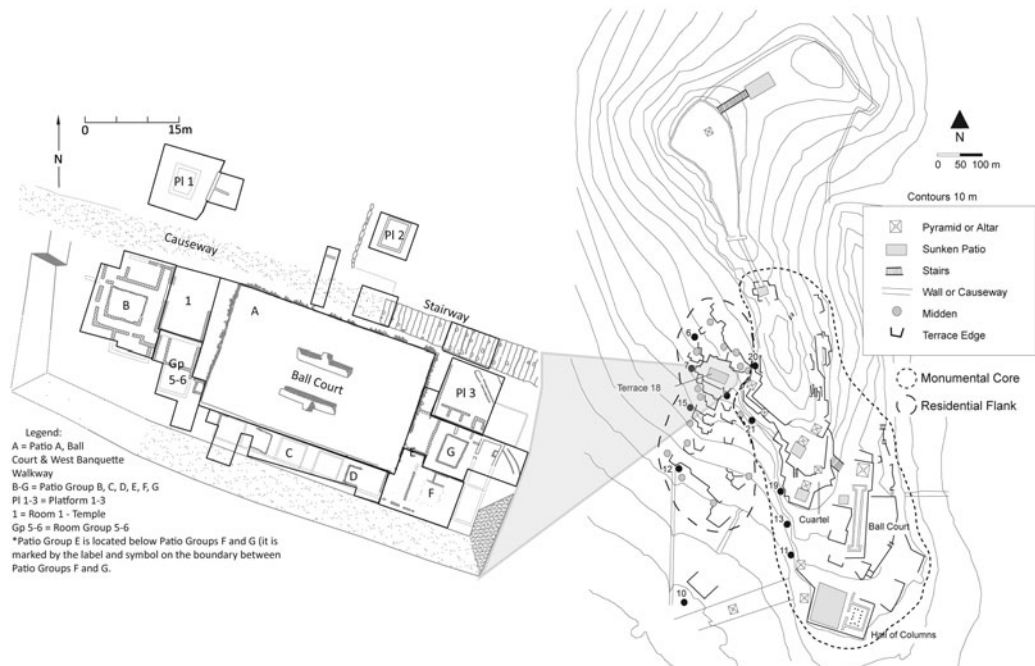 0 15m
N
Pl 1
Pl 2
Causeway
Stairway
B
1
A
Gp
5-6
Ball Court
Pl 3
C
D
E
G
F
Legend:
A = Patio A, Ball
Court & West Banquette
Walkway
B-G = Patio Group B, C, D, E, F, G
Pl 1-3 = Platform 1-3
1 = Room 1 - Temple
Gp 5-6 = Room Group 5-6
*Patio Group E is located below Patio Groups F and G (it is
marked by the label and symbol on the boundary between
Patio Groups F and G.
N
0 50 100 m
Contours 10 m
Pyramid or Altar
Sunken Patio
Stairs
Wall or Causeway
Midden
Terrace Edge
Monumental Core
Residential Flank
6
7
20
Terrace 18
15
21
12
19
13
11
10
Cuartel
Ball Court
Hall of Columns